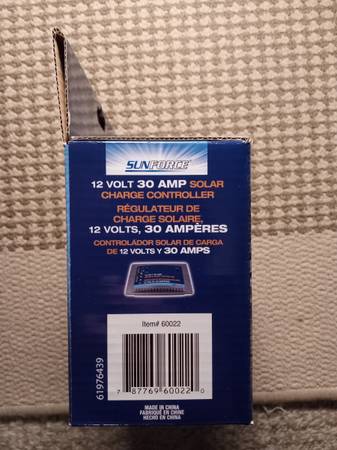 SUNFORCE
12 VOLT 30 AMP SOLAR
CHARGE CONTROLLER
RÉGULATEUR DE
CHARGE SOLAIRE,
12 VOLTS, 30 AMPÈRES
CONTROLADOR SOLAR DE CARGA
DE 12 VOLTS Y 30 AMPS
Item# 60022
7 87769 60022 0
61976439
MADE IN CHINA
FABRIQUÉ EN CHINE
HECHO EN CHINA